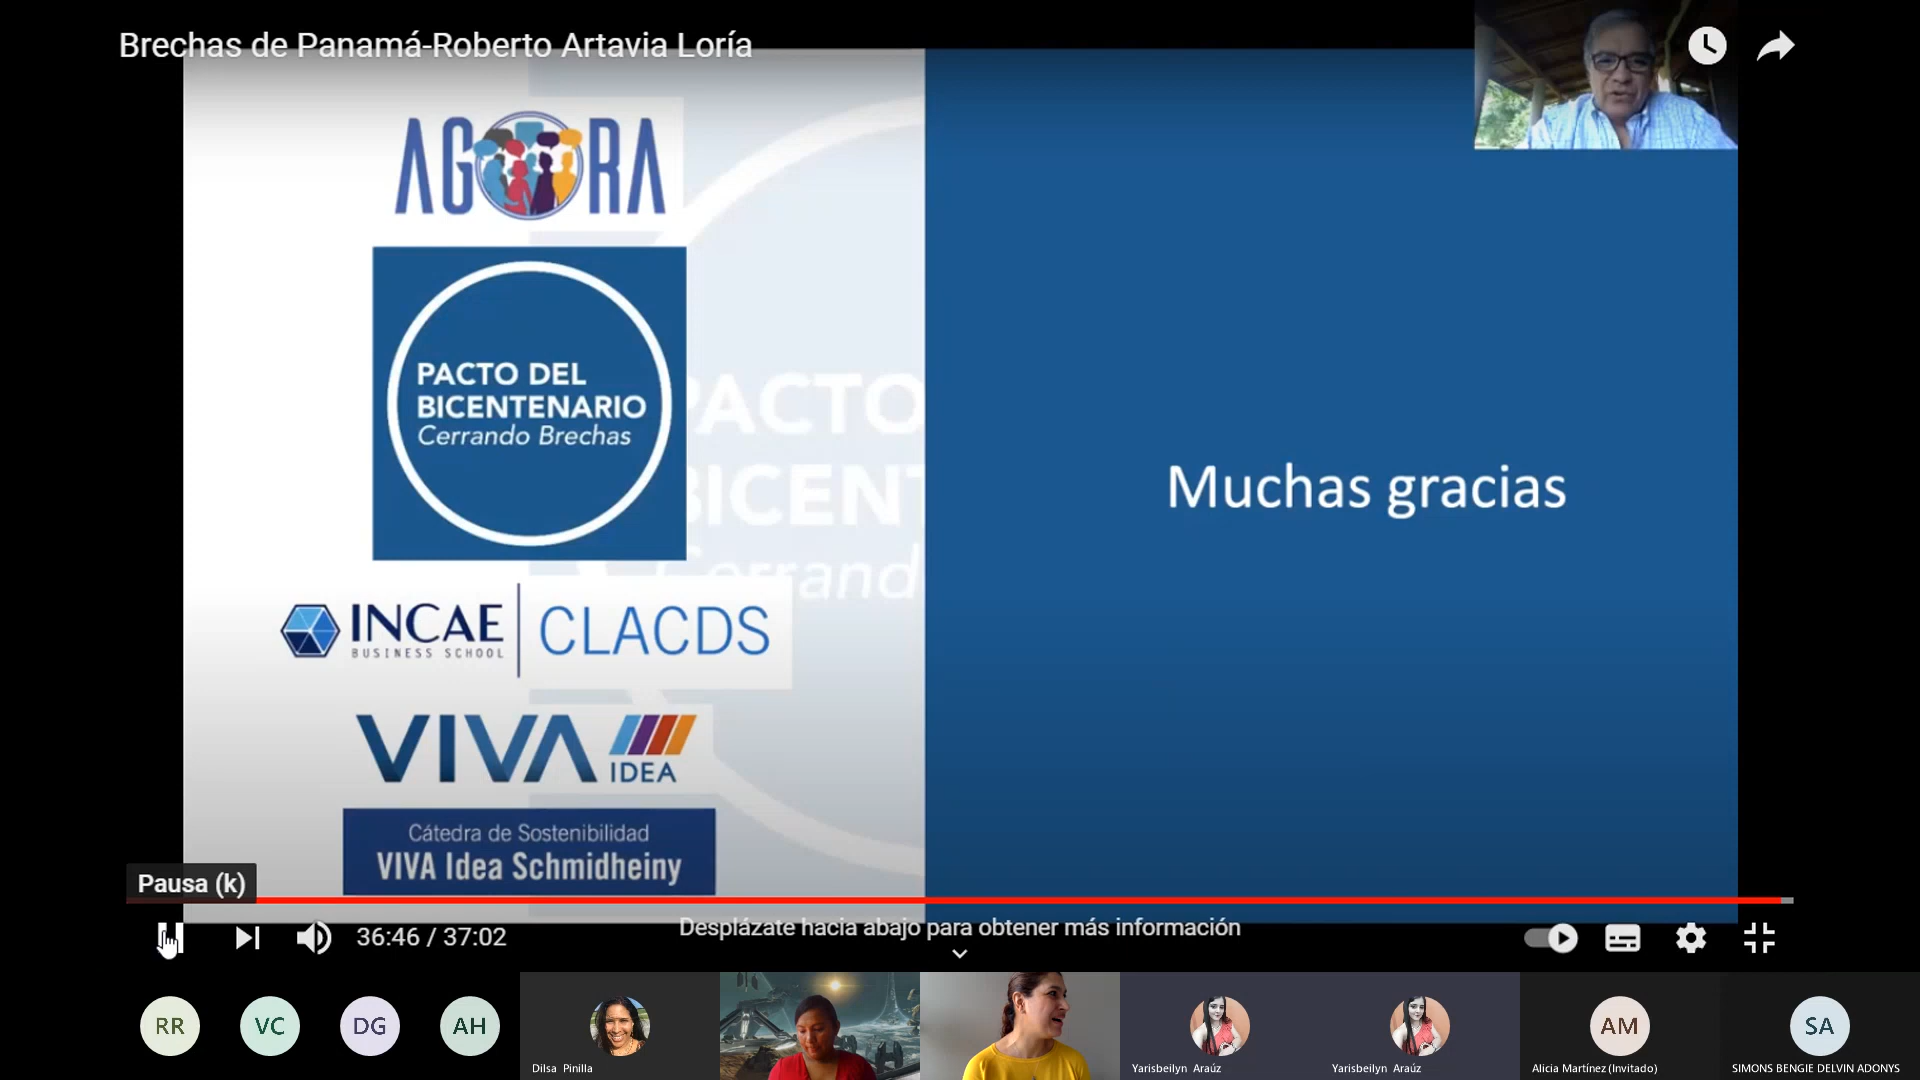 Brechas de Panamá-Roberto Artavia Loría
AGORA
PACTO DEL
BICENTENARIO
Cerrando Brechas
PACTO
BICENT
Cerrand
INCAE
BUSINESS SCHOOL
CLACDS
VIVA
IDEA
Cátedra de Sostenibilidad
VIVA Idea Schmidheiny
Muchas gracias
Pausa (k)
36:46 / 37:02
Desplázate hacia abajo para obtener más información
RR
VC
DG
AH
AM
SA
Dilsa Pinilla
Yarisbeilyn Araúz
Yarisbeilyn Araúz
Alicia Martínez (Invitado)
SIMONS BENGIE DELVIN ADONYS